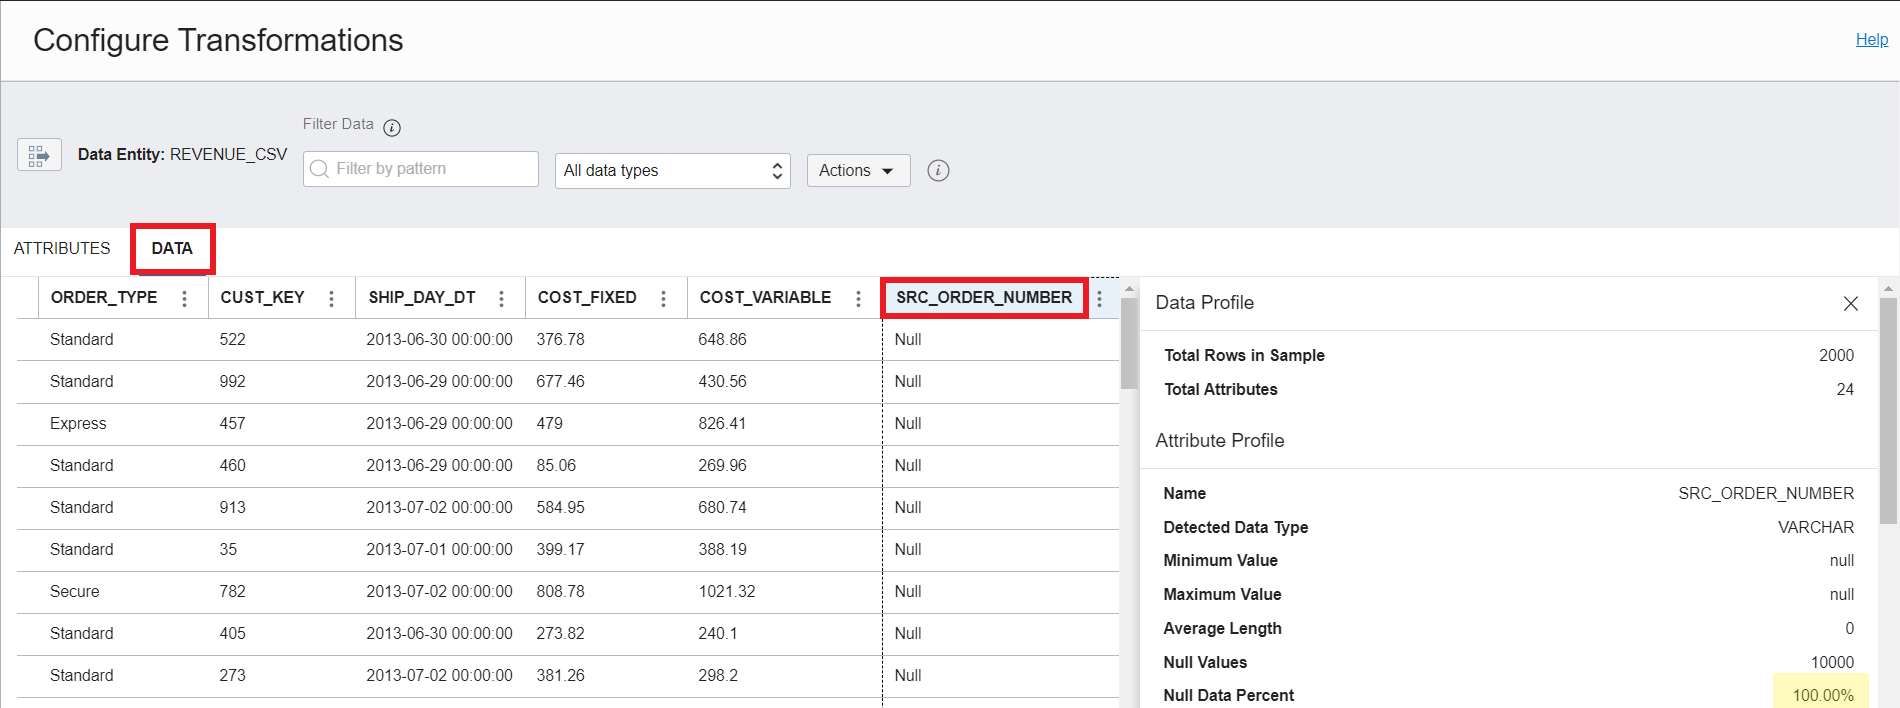 Configure Transformations
Help
Filter Data
Data Entity: REVENUE_CSV
Filter by pattern
All data types
Actions
ATTRIBUTES DATA
ORDER_TYPE CUST_KEY SHIP_DAY_DT COST_FIXED COST_VARIABLE SRC_ORDER_NUMBER
Standard 522 2013-06-30 00:00:00 376.78 648.86 Null
Standard 992 2013-06-29 00:00:00 677.46 430.56 Null
Express 457 2013-06-29 00:00:00 479 826.41 Null
Standard 460 2013-06-29 00:00:00 85.06 269.96 Null
Standard 913 2013-07-02 00:00:00 584.95 680.74 Null
Standard 35 2013-07-01 00:00:00 399.17 388.19 Null
Secure 782 2013-07-02 00:00:00 808.78 1021.32 Null
Standard 405 2013-06-30 00:00:00 273.82 240.1 Null
Standard 273 2013-07-02 00:00:00 381.26 298.2 Null
Data Profile
Total Rows in Sample 2000
Total Attributes 24
Attribute Profile
Name SRC_ORDER_NUMBER
Detected Data Type VARCHAR
Minimum Value null
Maximum Value null
Average Length 0
Null Values 10000
Null Data Percent 100.00%